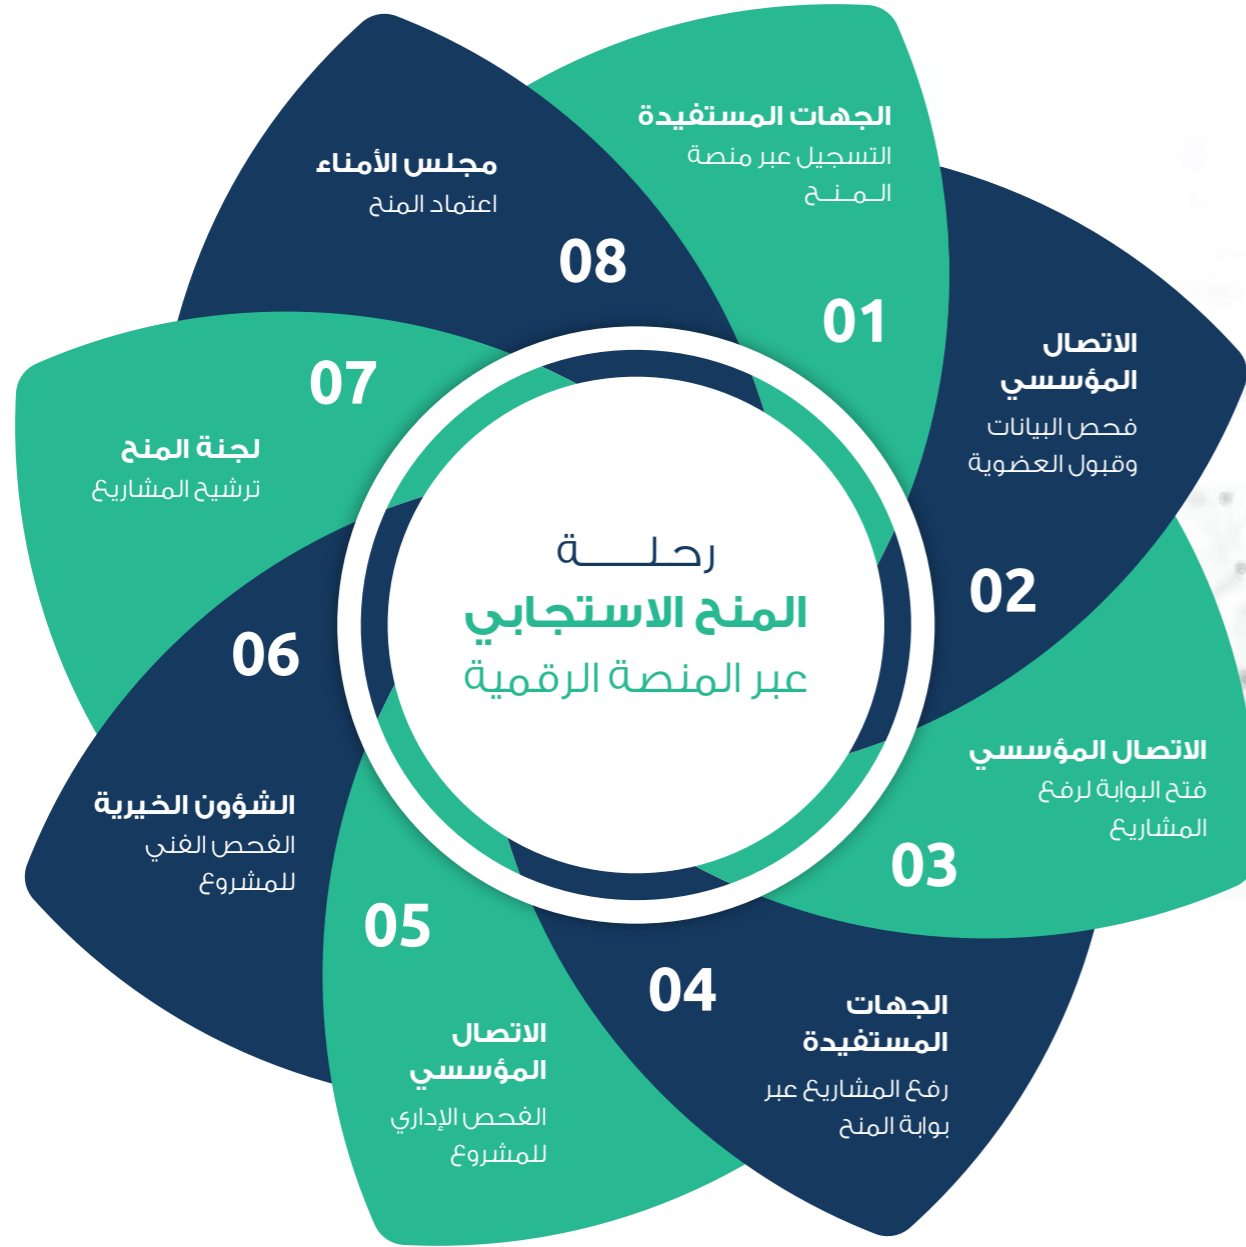 رحلة
المنح الاستجابي
عبر المنصة الرقمية
الجهات المستفيدة
التسجيل عبر منصة
المنح
01
الاتصال
المؤسسي
فحص البيانات
وقبول العضوية
02
الاتصال المؤسسي
فتح البوابة لرفع
المشاريع
03
04
الجهات
المستفيدة
رفع المشاريع عبر
بوابة المنح
05
الاتصال
المؤسسي
الفحص الإداري
للمشروع
06
الشؤون الخيرية
الفحص الفني
للمشروع
07
لجنة المنح
ترشيح المشاريع
مجلس الأمناء
اعتماد المنح
08